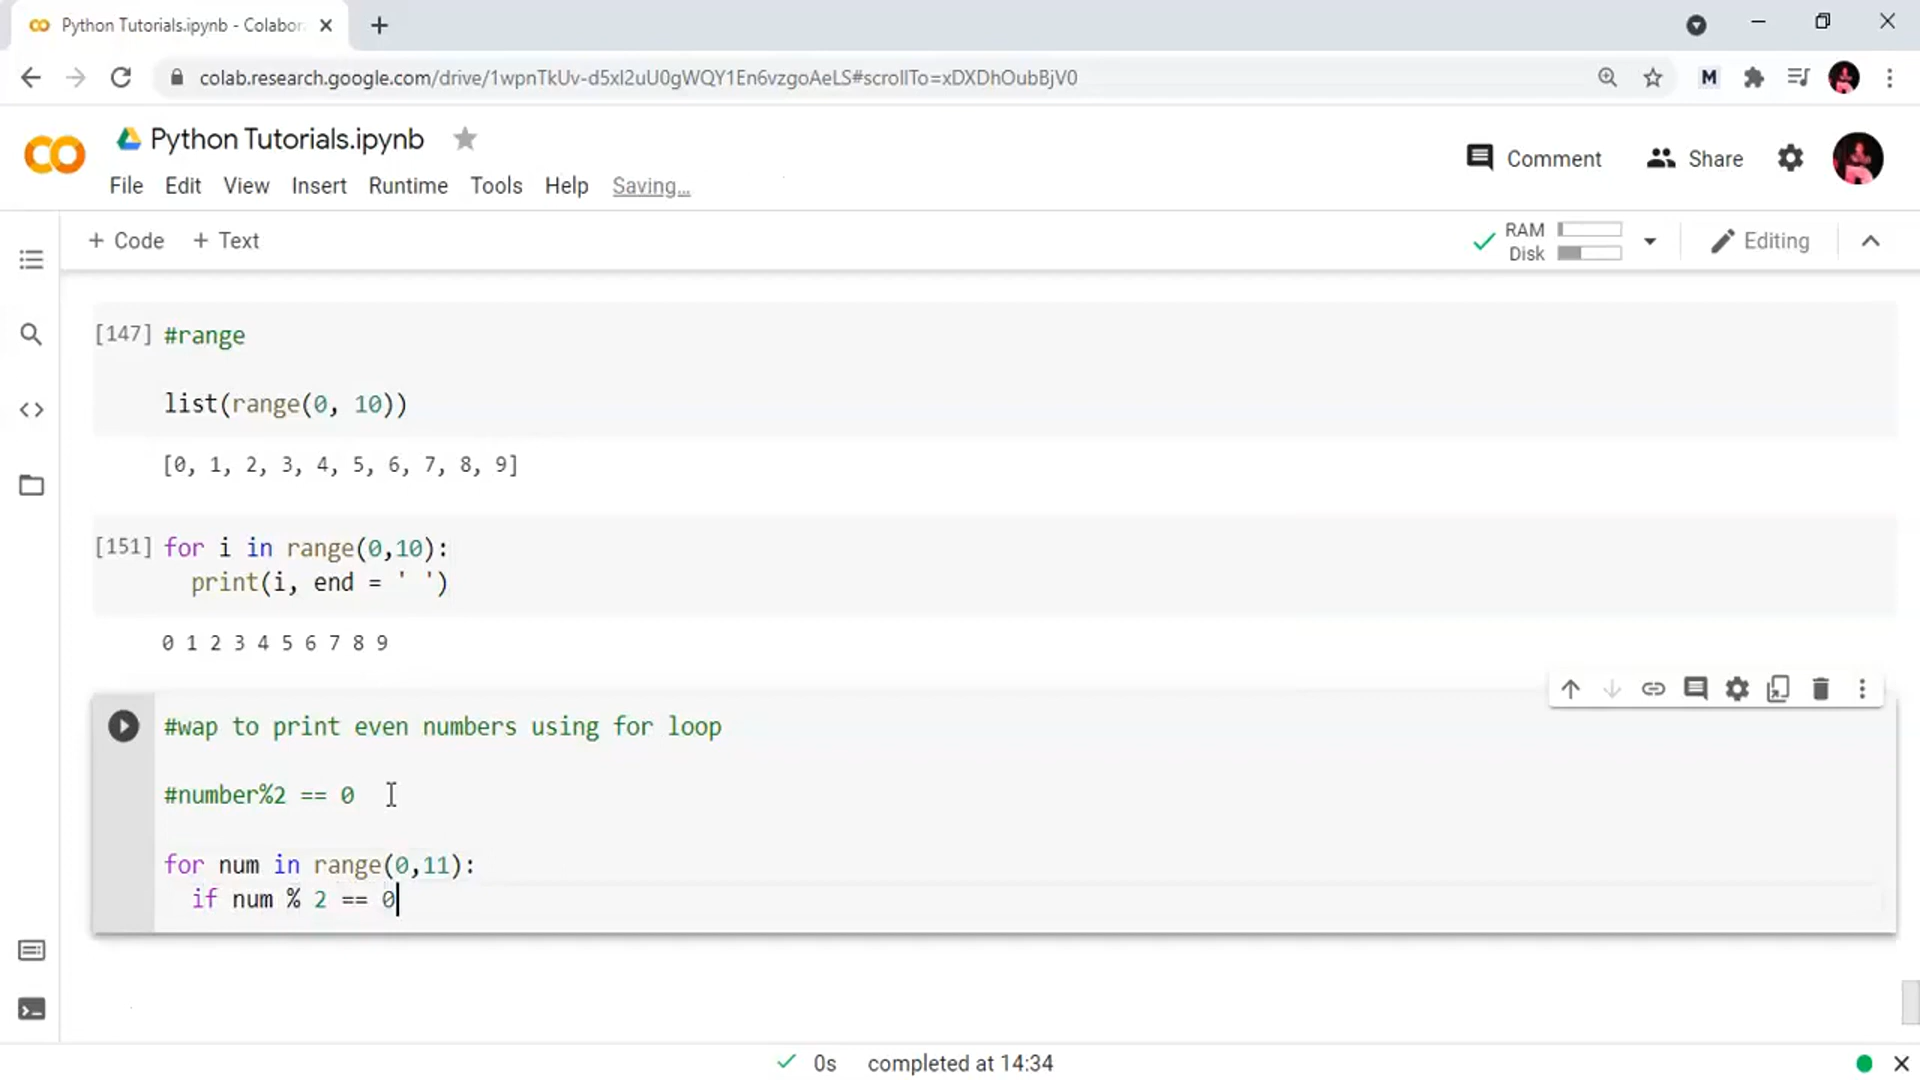 Python Tutorials.ipynb - Colabor
colab.research.google.com/drive/1wpnTkUv-d5xI2uU0gWQY1En6vzgoAeLS#scrollTo=xDXDhOubBjV0
M
Python Tutorials.ipynb
Comment
Share
File Edit View Insert Runtime Tools Help Saving...
+ Code + Text
RAM
Disk
Editing
[147] #range
list(range(0, 10))
[0, 1, 2, 3, 4, 5, 6, 7, 8, 9]
[151] for i in range(0,10):
print(i, end = ' ')
0 1 2 3 4 5 6 7 8 9
#wap to print even numbers using for loop
#number%2 == 0
for num in range(0,11):
if num % 2 == 0
0s completed at 14:34